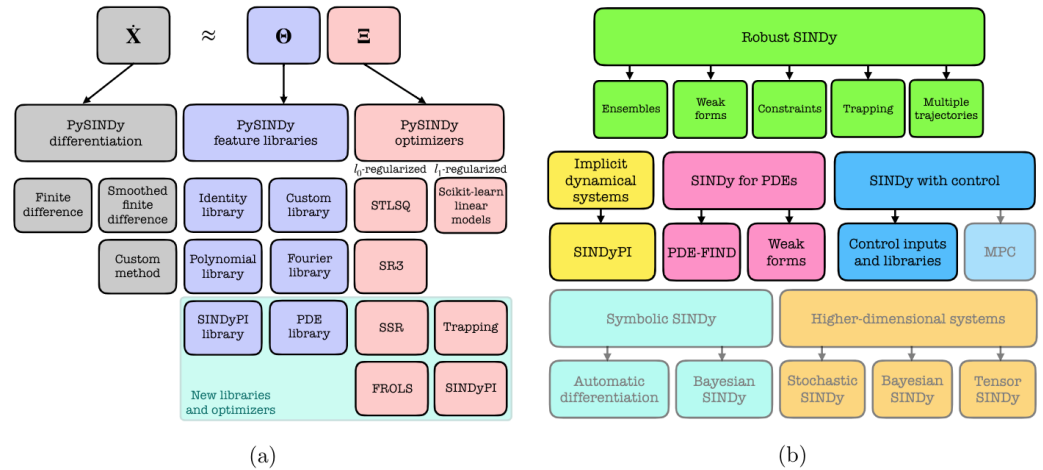 Ẋ ≈ Θ Ξ
PySINDy
differentiation
PySINDy
feature libraries
PySINDy
optimizers
l₀-regularized
l₁-regularized
Finite
difference
Smoothed
finite
difference
Identity
library
Custom
library
STLSQ
Scikit-learn
linear
models
Custom
method
Polynomial
library
Fourier
library
SR3
SINDyPI
library
PDE
library
SSR
Trapping
New libraries
and optimizers
FROLS
SINDyPI
(a)
Robust SINDy
Ensembles
Weak
forms
Constraints
Trapping
Multiple
trajectories
Implicit
dynamical
systems
SINDy for PDEs
SINDy with control
SINDyPI
PDE-FIND
Weak
forms
Control inputs
and libraries
MPC
Symbolic SINDy
Higher-dimensional systems
Automatic
differentiation
Bayesian
SINDy
Stochastic
SINDy
Bayesian
SINDy
Tensor
SINDy
(b)